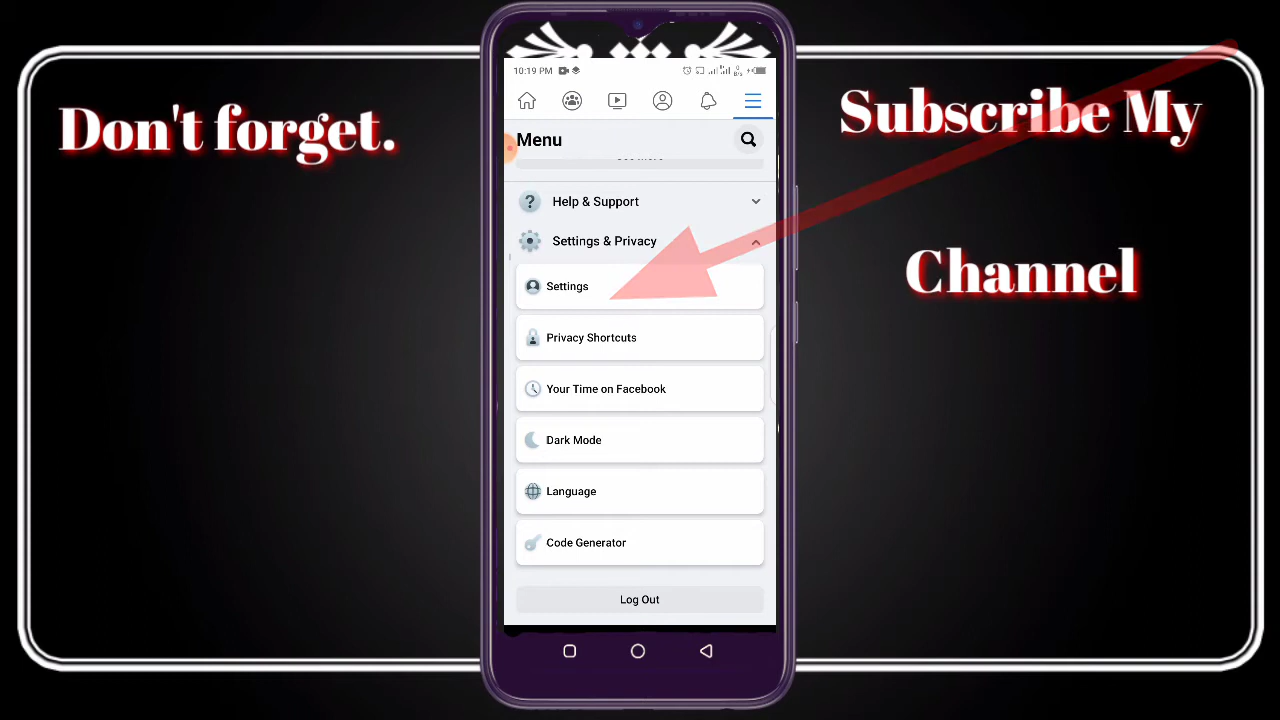 Don't forget.
Subscribe My
Channel
10:19 PM
Menu
Help & Support
Settings & Privacy
Settings
Privacy Shortcuts
Your Time on Facebook
Dark Mode
Language
Code Generator
Log Out